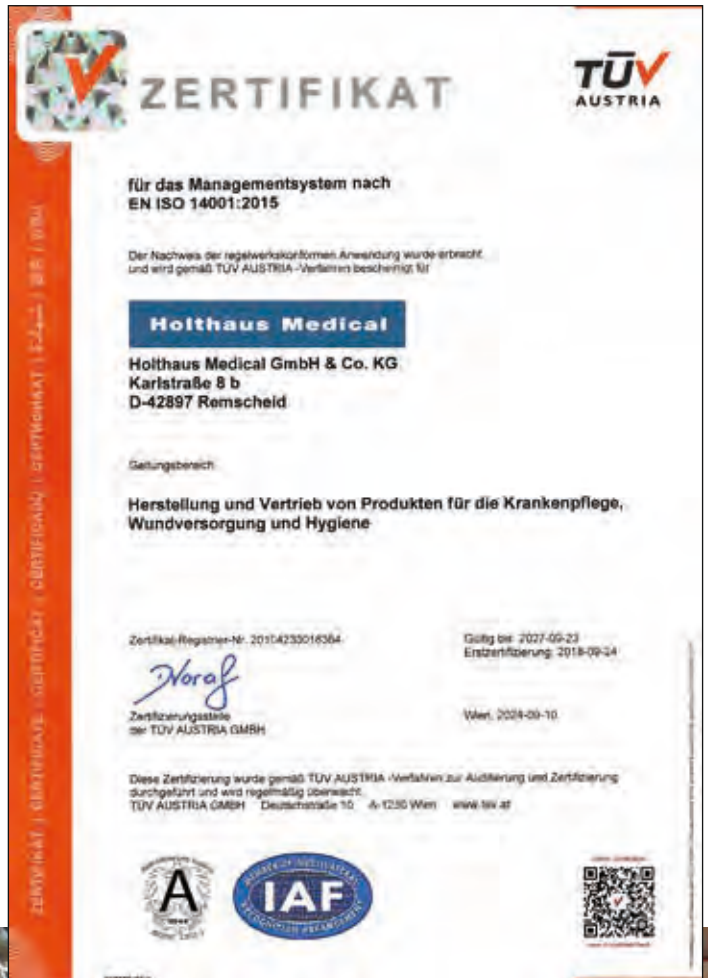 ZERTIFIKAT
TÜV
AUSTRIA
für das Managementsystem nach
EN ISO 14001:2015
Der Nachweis der regelwerkskonformen Anwendung wurde erbracht
und wird gemäß TÜV AUSTRIA-Verfahren bescheinigt für
Holthaus Medical
Holthaus Medical GmbH & Co. KG
Karlstraße 8 b
D-42897 Remscheid
Geltungsbereich
Herstellung und Vertrieb von Produkten für die Krankenpflege,
Wundversorgung und Hygiene
Zertifikat-Registrier-Nr.
Gültig bis: 2027-09-23
Erstzertifizierung: 2018-09-24
Zertifizierungsstelle
der TÜV AUSTRIA GMBH
Wien, 2024-09-10
Diese Zertifizierung wurde gemäß TÜV AUSTRIA-Verfahren zur Auditierung und Zertifizierung
durchgeführt und wird regelmäßig überwacht.
TÜV AUSTRIA GMBH Deutschstraße 10 A-1230 Wien www.tuv.at
A
IAF
ZERTIFIKAT | CERTIFICATE | CERTIFICAT | CERTIFICADO